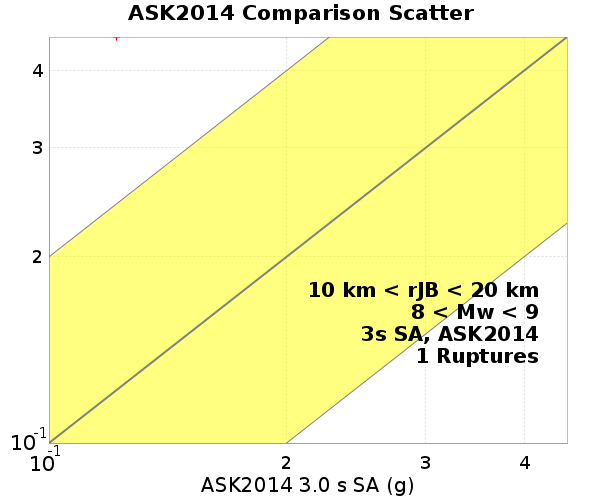 ASK2014 Comparison Scatter
4
3
2
10-1
10-1
2
3
4
10 km < rJB < 20 km
8 < Mw < 9
3s SA, ASK2014
1 Ruptures
ASK2014 3.0 s SA (g)